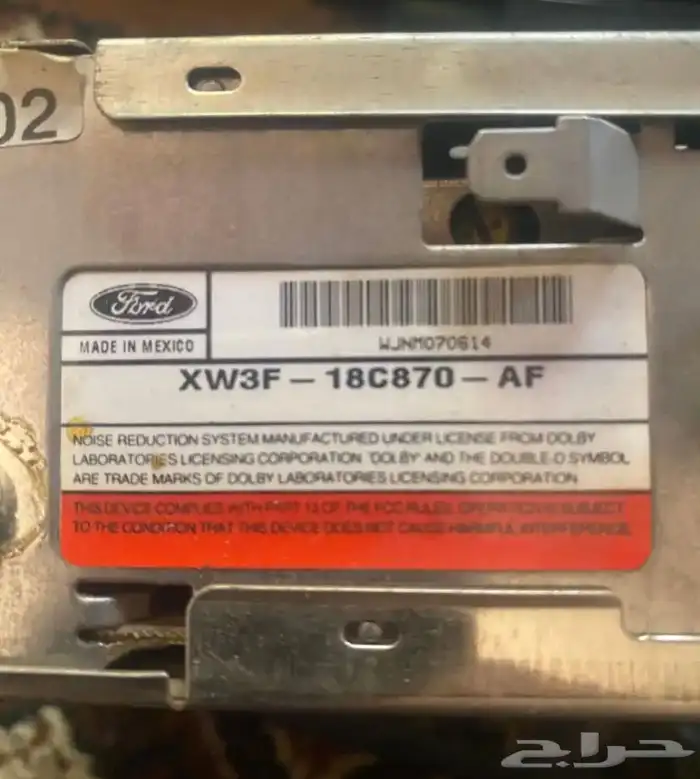 02
Ford
MADE IN MEXICO
WJNM070614
XW3F-18C870-AF
NOISE REDUCTION SYSTEM MANUFACTURED UNDER LICENSE FROM DOLBY
LABORATORIES LICENSING CORPORATION 'DOLBY' AND THE DOUBLE-D SYMBOL
ARE TRADE MARKS OF DOLBY LABORATORIES LICENSING CORPORATION
THIS DEVICE COMPLIES WITH PART 15 OF THE FCC RULES. OPERATION IS SUBJECT
TO THE CONDITION THAT THIS DEVICE DOES NOT CAUSE HARMFUL INTERFERENCE.
حراج